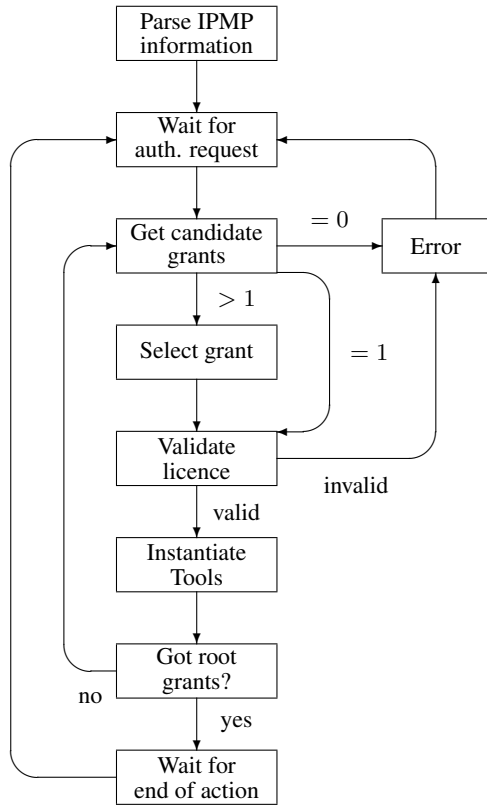 Parse IPMP
information
Wait for
auth. request
Get candidate
grants
= 0
Error
> 1
Select grant
= 1
Validate
licence
invalid
valid
Instantiate
Tools
Got root
grants?
no
yes
Wait for
end of action